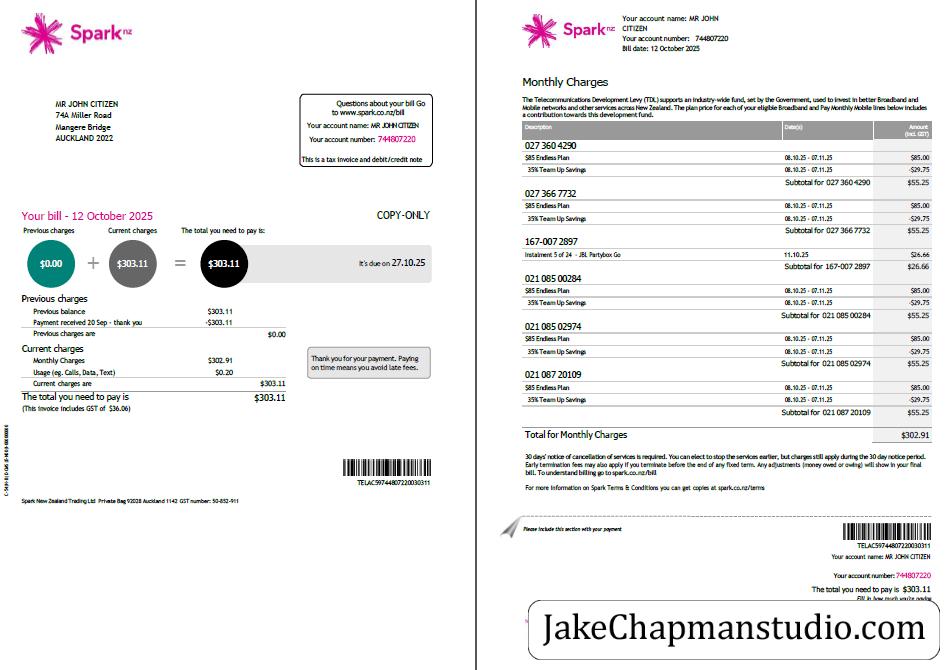 Spark nz
MR JOHN CITIZEN
74A Miller Road
Mangere Bridge
AUCKLAND 2022
Questions about your bill Go
to www.spark.co.nz/bill
Your account name: MR JOHN CITIZEN
Your account number: 744807220
This is a tax invoice and debit/credit note
Your bill - 12 October 2025
COPY-ONLY
Previous charges
Current charges
The total you need to pay is:
$0.00 + $303.11 = $303.11
It's due on 27.10.25
Previous charges
Previous balance $303.11
Payment received 20 Sep - thank you -$303.11
Previous charges are $0.00
Current charges
Monthly Charges $302.91
Usage (eg. Calls, Data, Text) $0.20
Current charges are $303.11
The total you need to pay is $303.11
(This invoice includes GST of $36.06)
Thank you for your payment. Paying
on time means you avoid late fees.
TELAC59744807220030311
Spark New Zealand Trading Ltd Private Bag 92028 Auckland 1142 GST number: 50-852-911
Spark nz
Your account name: MR JOHN
CITIZEN
Your account number: 744807220
Bill date: 12 October 2025
Monthly Charges
The Telecommunications Development Levy (TDL) supports an industry-wide fund, set by the Government, used to invest in better Broadband and
Mobile networks and other services across New Zealand. The plan price for each of your eligible Broadband and Pay Monthly Mobile lines below includes
a contribution towards this development fund.
Description Date(s) Amount
(incl. GST)
027 360 4290
$85 Endless Plan 08.10.25 - 07.11.25 $85.00
35% Team Up Savings 08.10.25 - 07.11.25 -$29.75
Subtotal for 027 360 4290 $55.25
027 366 7732
$85 Endless Plan 08.10.25 - 07.11.25 $85.00
35% Team Up Savings 08.10.25 - 07.11.25 -$29.75
Subtotal for 027 366 7732 $55.25
167-007 2897
Instalment 5 of 24 - JBL Partybox Go 11.10.25 $26.66
Subtotal for 167-007 2897 $26.66
021 085 00284
$85 Endless Plan 08.10.25 - 07.11.25 $85.00
35% Team Up Savings 08.10.25 - 07.11.25 -$29.75
Subtotal for 021 085 00284 $55.25
021 085 02974
$85 Endless Plan 08.10.25 - 07.11.25 $85.00
35% Team Up Savings 08.10.25 - 07.11.25 -$29.75
Subtotal for 021 085 02974 $55.25
021 087 20109
$85 Endless Plan 08.10.25 - 07.11.25 $85.00
35% Team Up Savings 08.10.25 - 07.11.25 -$29.75
Subtotal for 021 087 20109 $55.25
Total for Monthly Charges $302.91
30 days' notice of cancellation of services is required. You can elect to stop the services earlier, but charges still apply during the 30 day notice period.
Early termination fees may also apply if you terminate before the end of any fixed term. Any adjustments (money owed or owing) will show in your final
bill. To understand billing go to spark.co.nz/bill
For more information on Spark Terms & Conditions you can get copies at spark.co.nz/terms
Please include this section with your payment
TELAC59744807220030311
Your account name: MR JOHN CITIZEN
Your account number: 744807220
The total you need to pay is $303.11
Fill in how much you're paying
JakeChapmanstudio.com